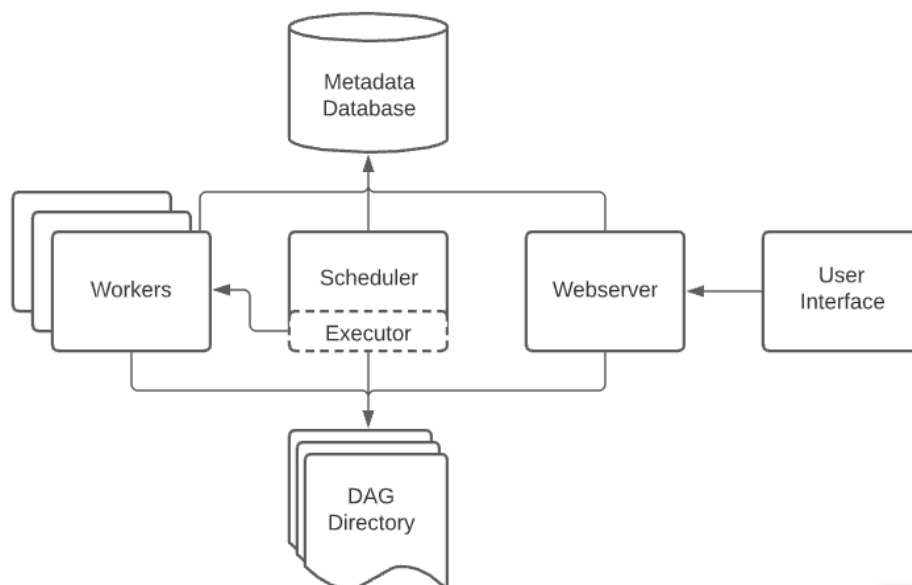 Metadata
Database
Workers
Scheduler
Executor
Webserver
User
Interface
DAG
Directory